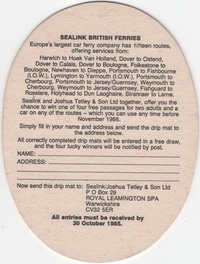 SEALINK BRITISH FERRIES
Europe's largest car ferry company has fifteen routes,
offering services from:
Harwich to Hoek Van Holland, Dover to Ostend,
Dover to Calais, Dover to Boulogne, Folkestone to
Boulogne, Newhaven to Dieppe, Portsmouth to Fishbourne
(I.O.W.), Lymington to Yarmouth (I.O.W.), Portsmouth to
Cherbourg, Portsmouth to Jersey/Guernsey, Weymouth to
Cherbourg, Weymouth to Jersey/Guernsey, Fishguard to
Rosslare, Holyhead to Dun Laoghaire, Stranraer to Larne.
Sealink and Joshua Tetley & Son Ltd together, offer you the
chance to win one of four free passages for two adults and a
car on any of the routes – which you can use any time before
November 1986.
Simply fill in your name and address and send the drip mat to
the address below.
All correctly completed drip mats will be entered in a free draw,
and the four lucky winners will be notified by post.
NAME:
ADDRESS:
Now send this drip mat to: Sealink/Joshua Tetley & Son Ltd
P O Box 29
ROYAL LEAMINGTON SPA
Warwickshire
CV32 5ER
All entries must be received by
30 October 1985.